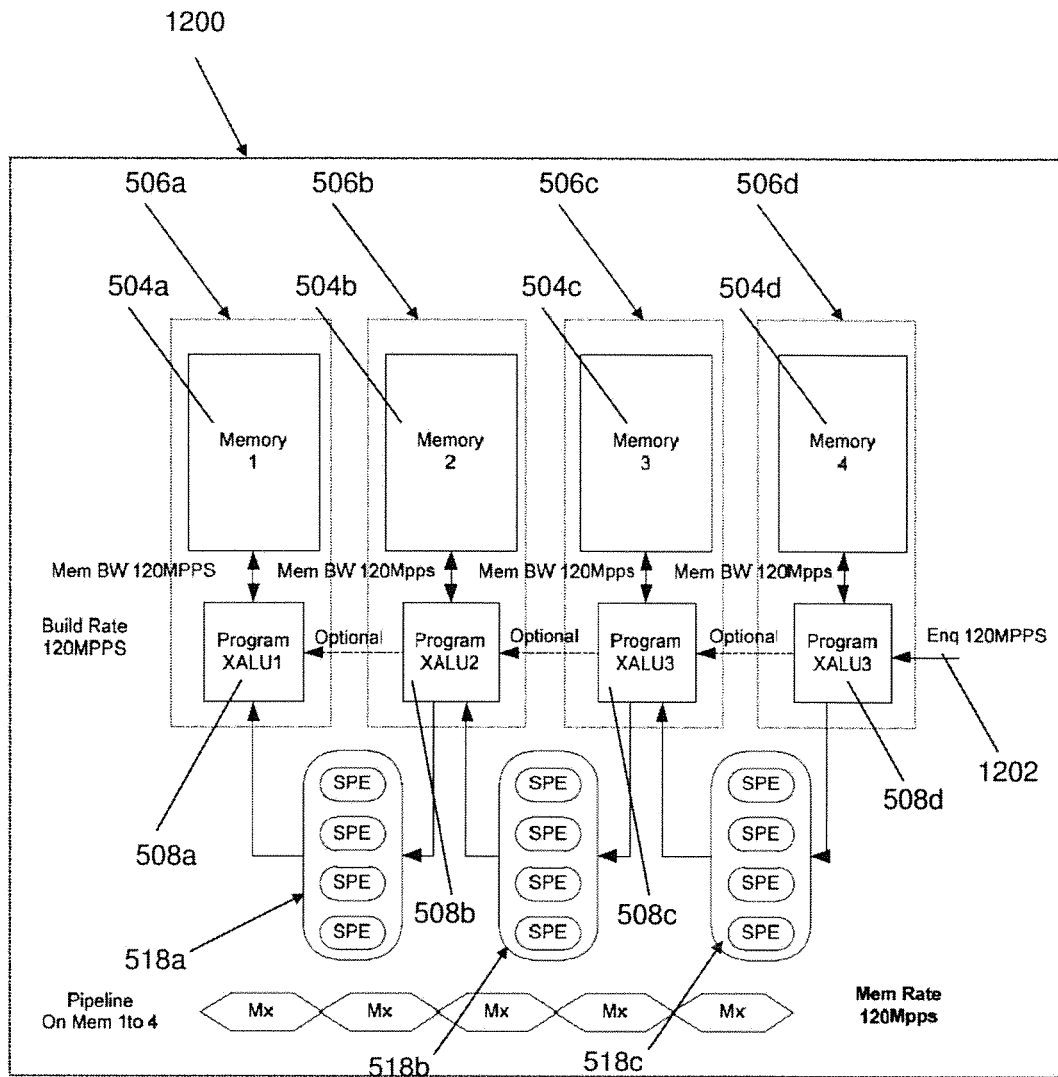 1200
506a
506b
506c
506d
504a
504b
504c
504d
Memory
1
Memory
2
Memory
3
Memory
4
Mem BW 120MPPS
Mem BW 120Mpps
Mem BW 120Mpps
Mem BW 120Mpps
Build Rate
120MPPS
Program
XALU1
Optional
Program
XALU2
Optional
Program
XALU3
Optional
Program
XALU3
Enq 120MPPS
1202
508d
SPE
SPE
SPE
SPE
SPE
SPE
SPE
SPE
SPE
SPE
SPE
SPE
508a
508b
508c
518a
Pipeline
On Mem 1to 4
Mx
Mx
Mx
Mx
Mx
Mem Rate
120Mpps
518b
518c